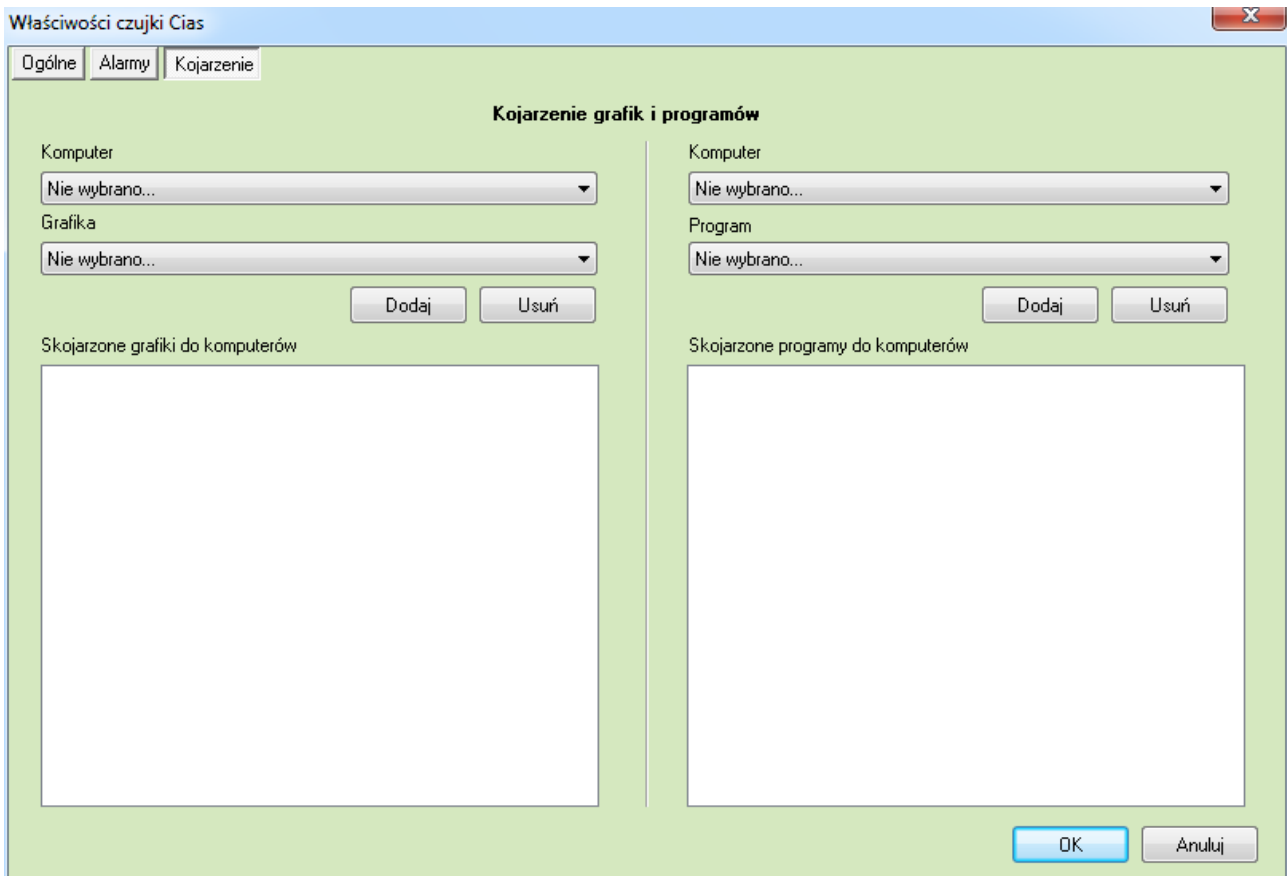 Właściwości czujki Cias
Ogólne Alarmy Kojarzenie
Kojarzenie grafik i programów
Komputer
Nie wybrano...
Grafika
Nie wybrano...
Dodaj Usuń
Skojarzone grafiki do komputerów
Komputer
Nie wybrano...
Program
Nie wybrano...
Dodaj Usuń
Skojarzone programy do komputerów
OK Anuluj